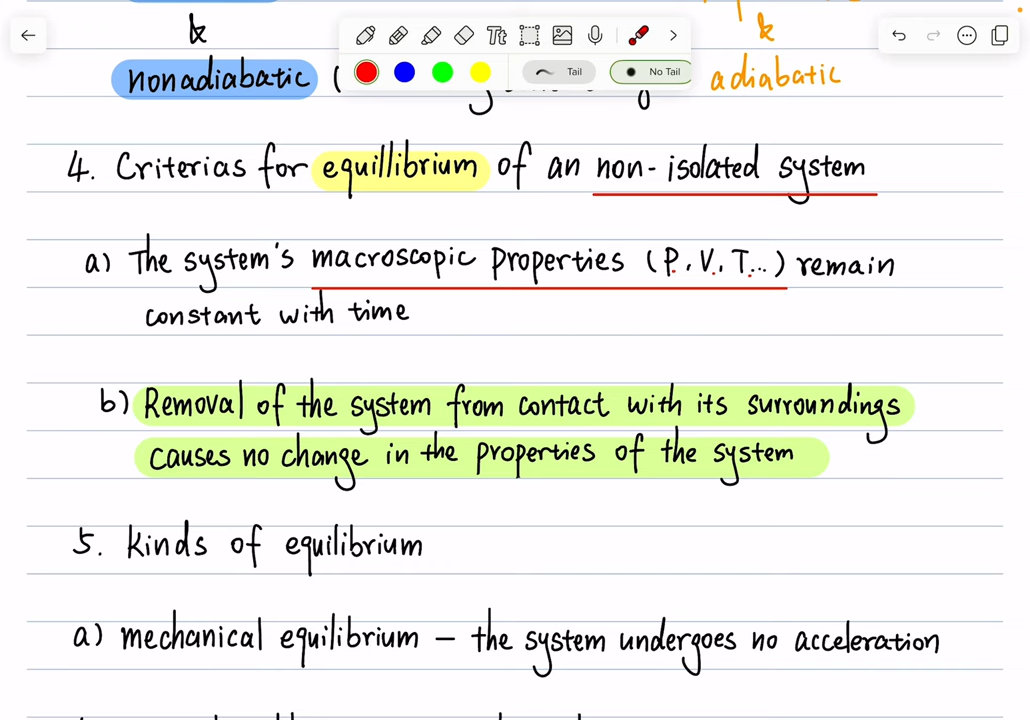 &
&
Tt
Tail
No Tail
nonadiabatic (
adiabatic
4. Criterias for equillibrium of an non-isolated system
a) The system's macroscopic properties (P, V, T...) remain
constant with time
b) Removal of the system from contact with its surroundings
causes no change in the properties of the system
5. Kinds of equilibrium
a) mechanical equilibrium – the system undergoes no acceleration